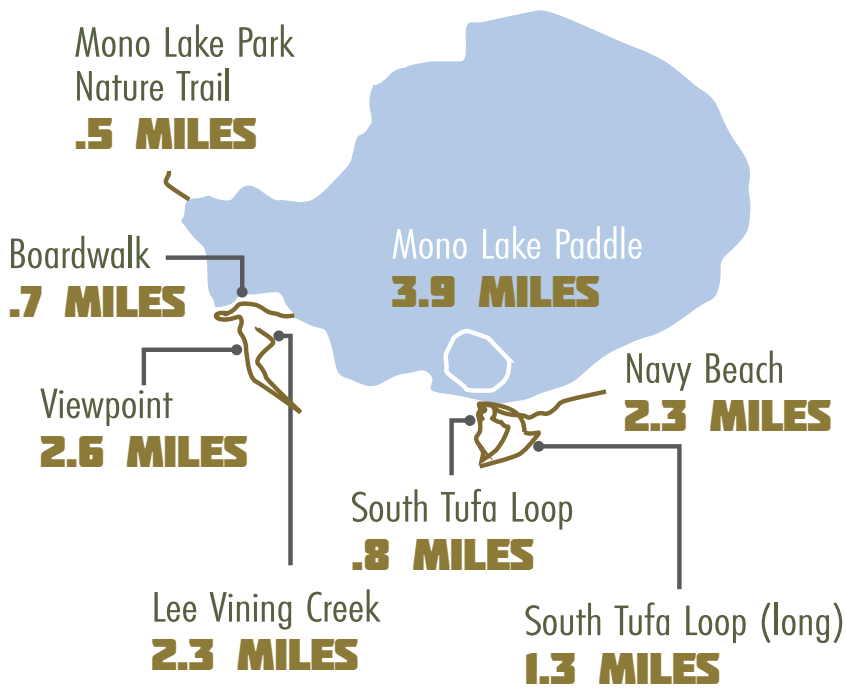 Mono Lake Park
Nature Trail
.5 MILES
Boardwalk
.7 MILES
Mono Lake Paddle
3.9 MILES
Viewpoint
2.6 MILES
Navy Beach
2.3 MILES
South Tufa Loop
.8 MILES
Lee Vining Creek
2.3 MILES
South Tufa Loop (long)
1.3 MILES